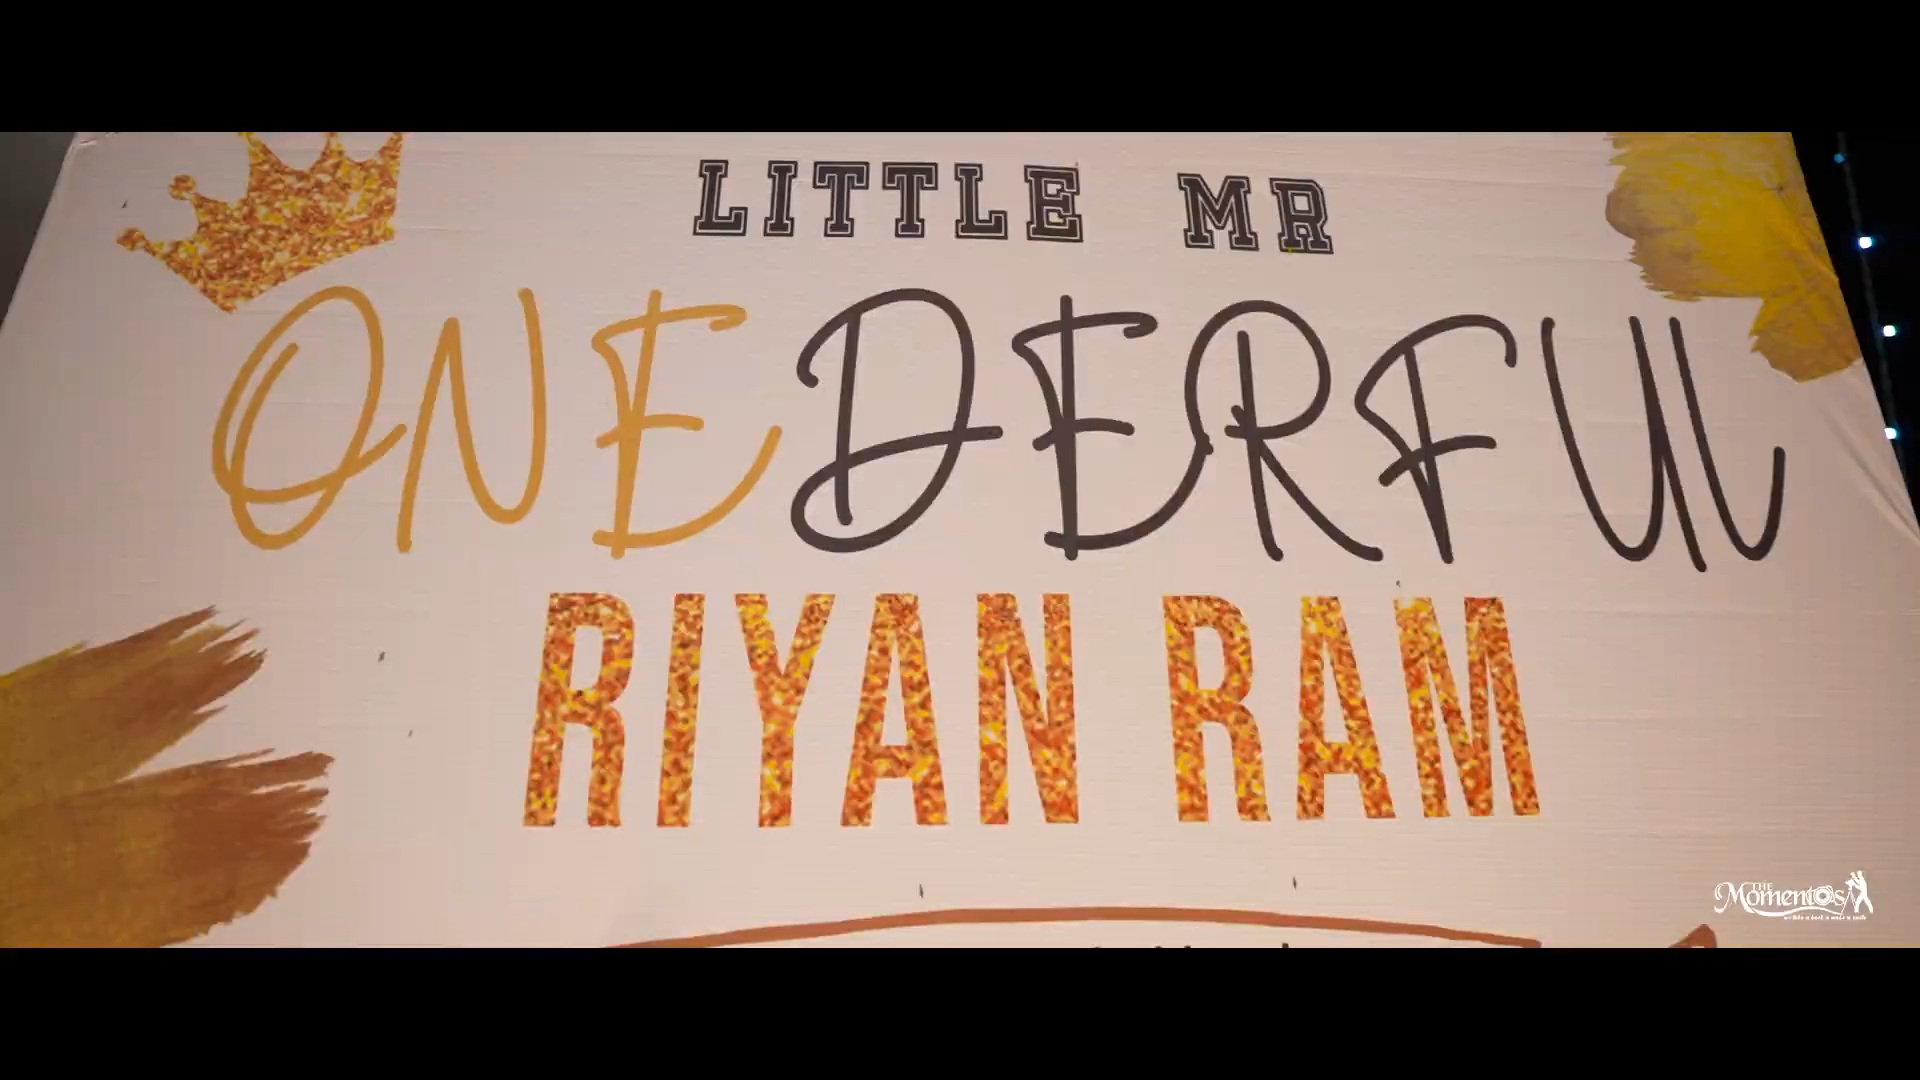 LITTLE MR
ONEDERFUL
RIYAN RAM
THE
Momentos